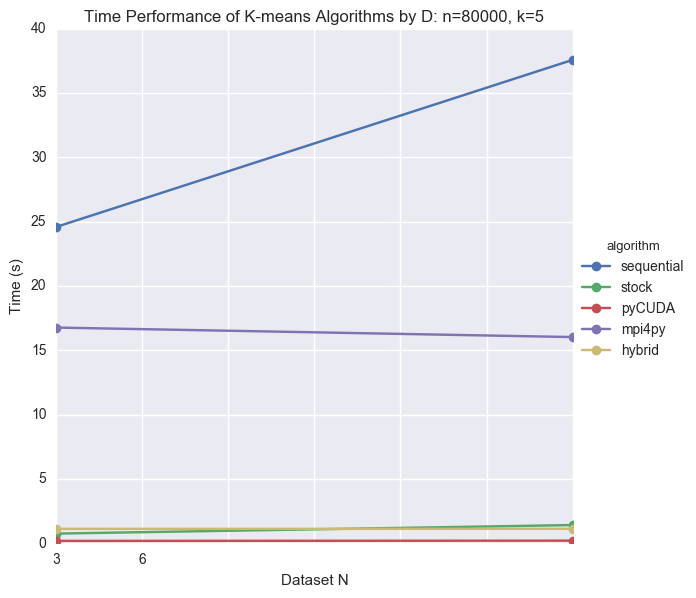 Time Performance of K-means Algorithms by D: n=80000, k=5
40
35
30
25
20
15
10
5
0
Time (s)
3 6
Dataset N
algorithm
sequential
stock
pyCUDA
mpi4py
hybrid